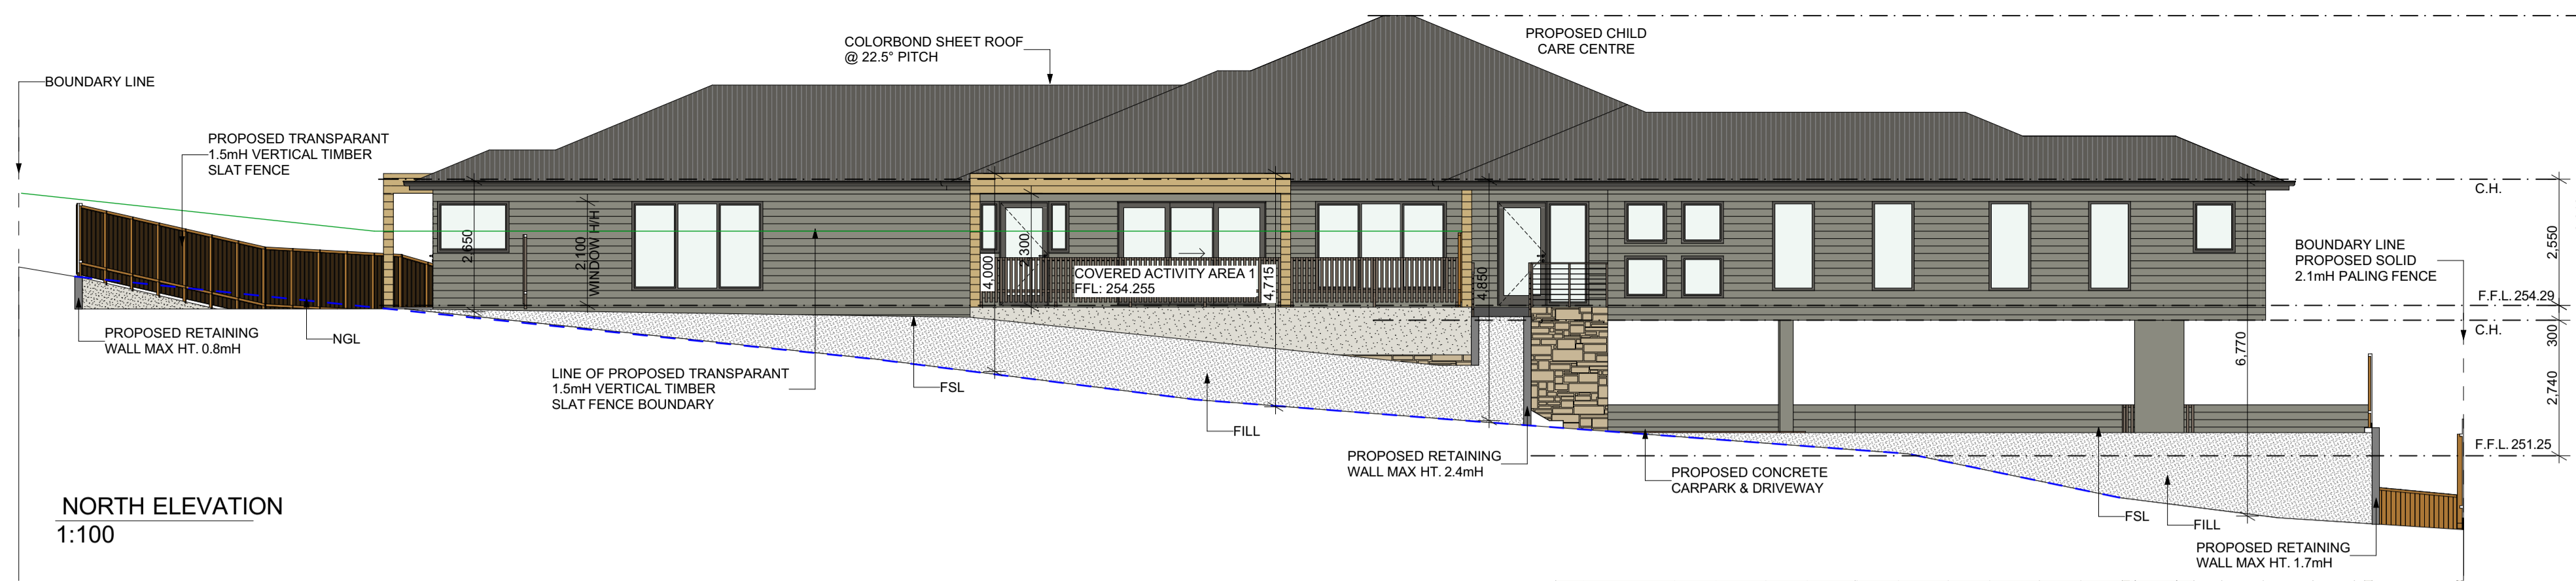 COLORBOND SHEET ROOF
@ 22.5° PITCH
PROPOSED CHILD
CARE CENTRE
BOUNDARY LINE
PROPOSED TRANSPARANT
1.5mH VERTICAL TIMBER
SLAT FENCE
C.H.
2,650
2,100
WINDOW H/H
4,000
2,300
COVERED ACTIVITY AREA 1
FFL: 254.255
4,715
4,850
2,550
BOUNDARY LINE
PROPOSED SOLID
2.1mH PALING FENCE
F.F.L. 254.29
C.H.
300
6,770
2,740
PROPOSED RETAINING
WALL MAX HT. 0.8mH
NGL
LINE OF PROPOSED TRANSPARANT
1.5mH VERTICAL TIMBER
SLAT FENCE BOUNDARY
FSL
FILL
PROPOSED RETAINING
WALL MAX HT. 2.4mH
PROPOSED CONCRETE
CARPARK & DRIVEWAY
F.F.L. 251.25
FSL
FILL
PROPOSED RETAINING
WALL MAX HT. 1.7mH
NORTH ELEVATION
1:100